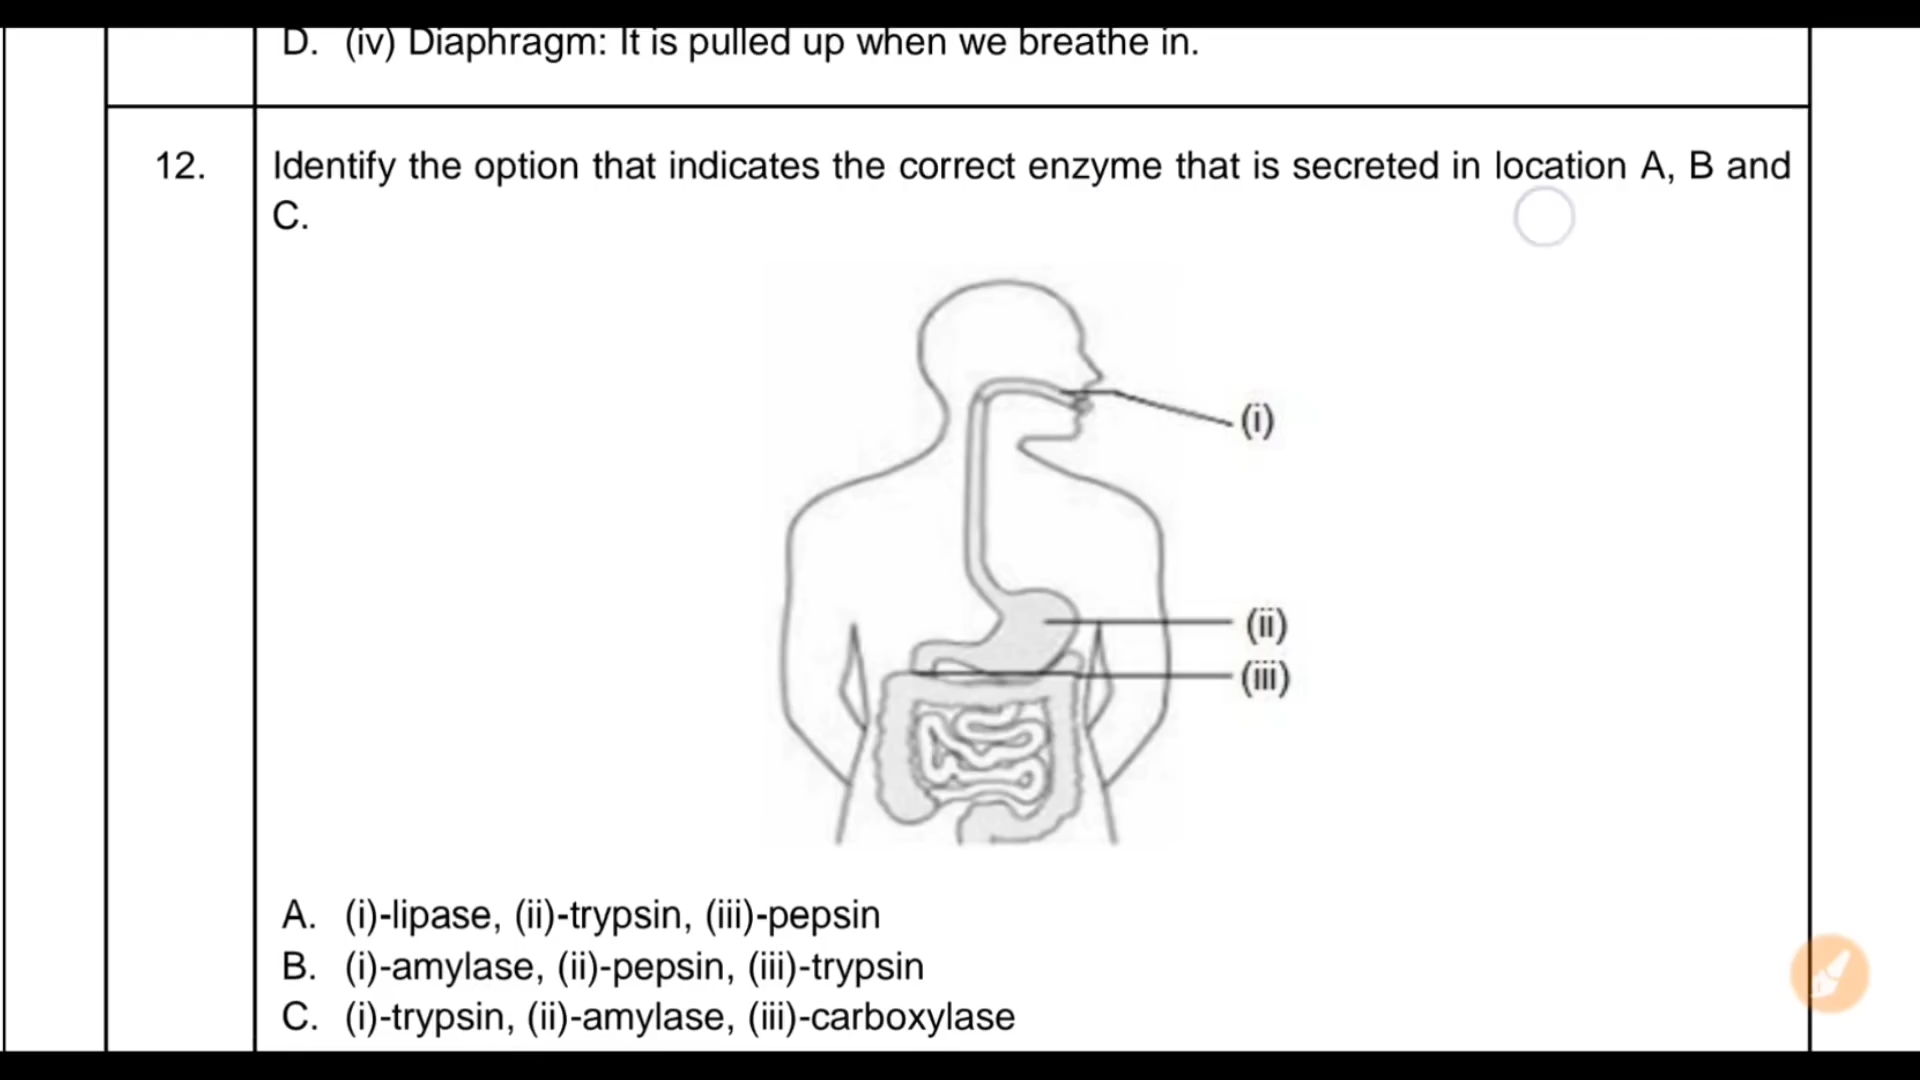 D. (iv) Diaphragm: It is pulled up when we breathe in.
12. Identify the option that indicates the correct enzyme that is secreted in location A, B and
C.
(i)
(ii)
(iii)
A. (i)-lipase, (ii)-trypsin, (iii)-pepsin
B. (i)-amylase, (ii)-pepsin, (iii)-trypsin
C. (i)-trypsin, (ii)-amylase, (iii)-carboxylase